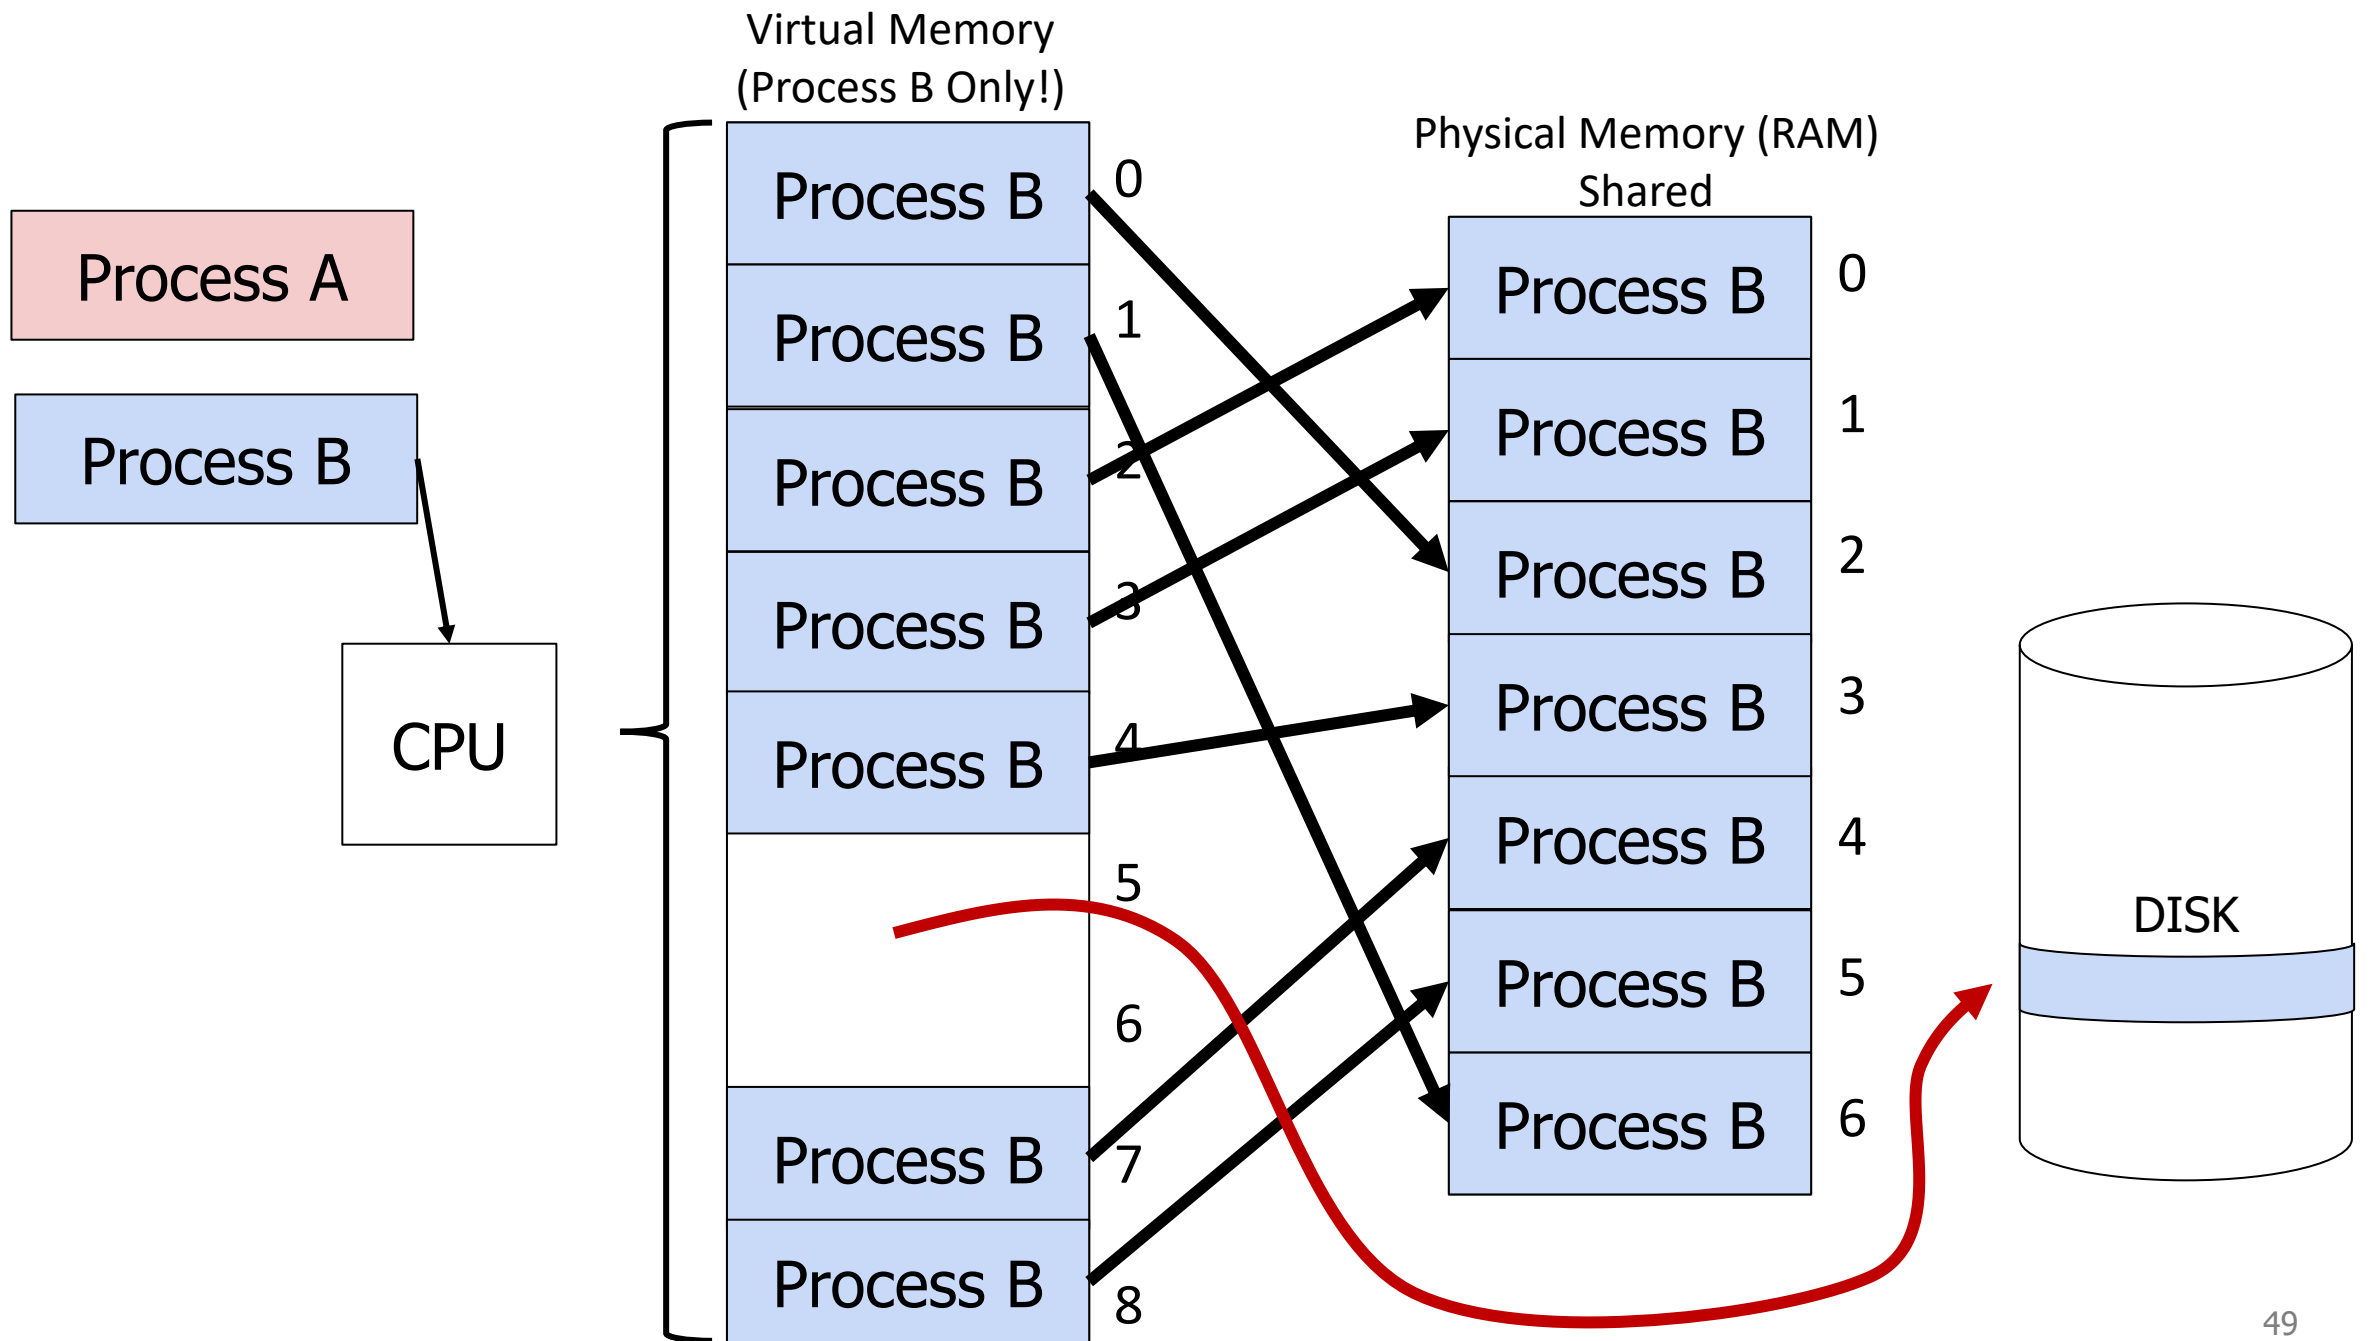 Virtual Memory
(Process B Only!)
Physical Memory (RAM)
Shared
Process A
Process B
CPU
Process B
0
Process B
1
Process B
2
Process B
3
Process B
4
5
6
Process B
7
Process B
8
Process B
0
Process B
1
Process B
2
Process B
3
Process B
4
Process B
5
Process B
6
DISK
49